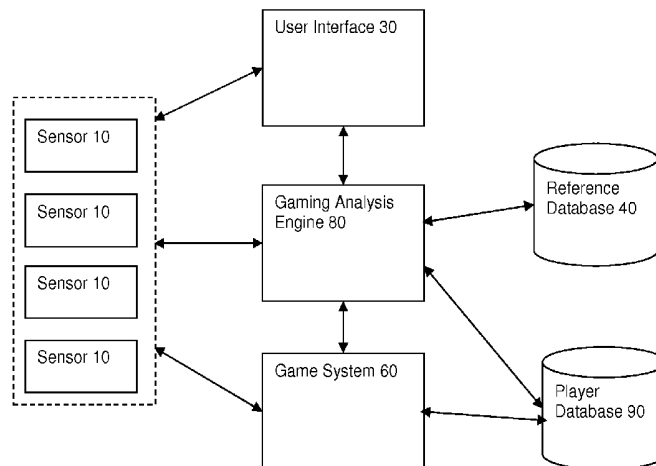 User Interface 30
Sensor 10
Sensor 10
Sensor 10
Sensor 10
Gaming Analysis
Engine 80
Reference
Database 40
Game System 60
Player
Database 90